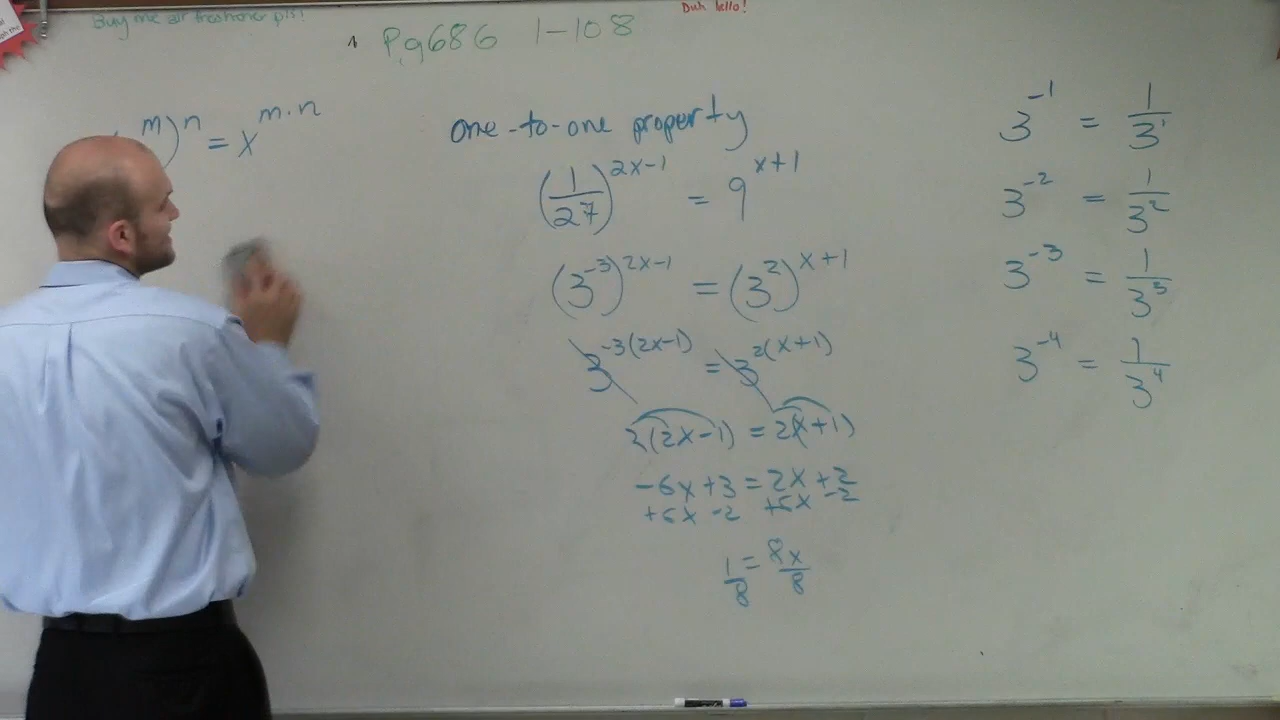 Buy me air freshener pls!
Duh hello!
Pg 686 1-108
m)^n = x^(m·n)
one-to-one property
(1/27)^(2x-1) = 9^(x+1)
(3^-3)^(2x-1) = (3^2)^(x+1)
3^(-3(2x-1)) = 3^(2(x+1))
3(2x-1) = 2(x+1)
-6x+3 = 2x+2
+6x -2 +6x -2
1/8 = 8x/8
3^-1 = 1/3^1
3^-2 = 1/3^2
3^-3 = 1/3^3
3^-4 = 1/3^4